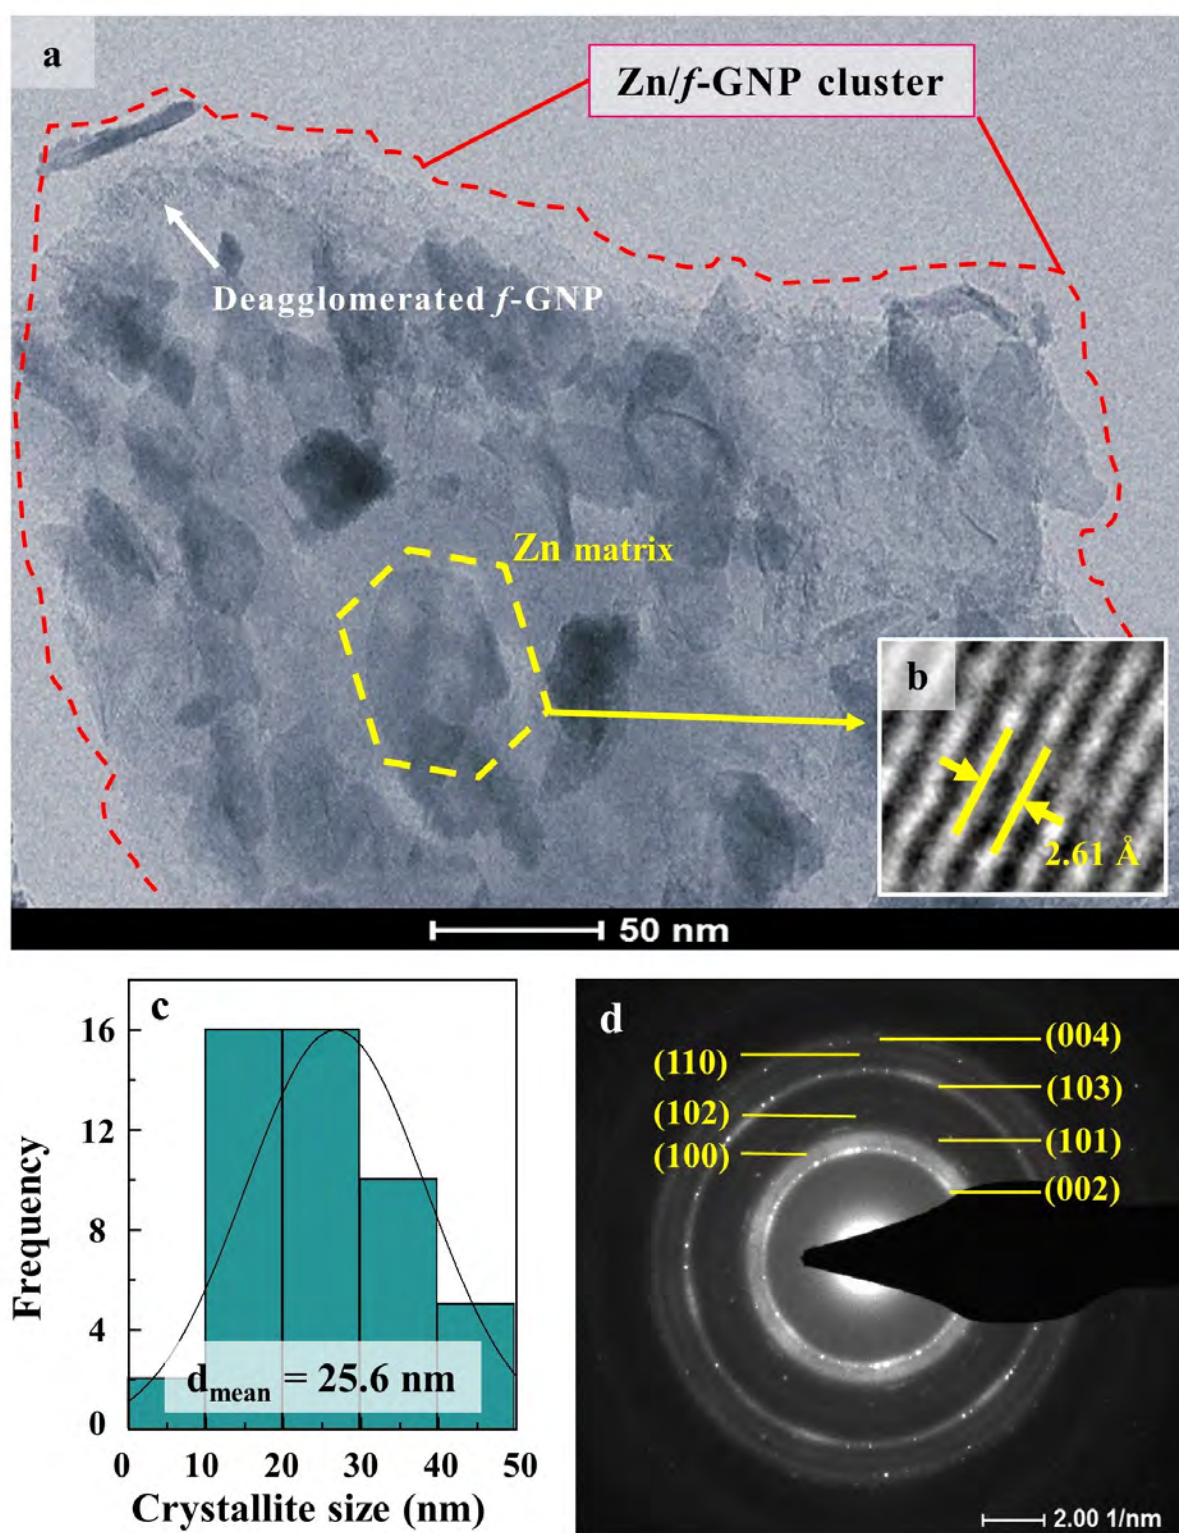 a
Zn/f-GNP cluster
Deagglomerated f-GNP
Zn matrix
b
2.61 Å
50 nm
c
16
12
8
4
0
Frequency
d_mean = 25.6 nm
0 10 20 30 40 50
Crystallite size (nm)
d
(004)
(110)
(103)
(102)
(101)
(100)
(002)
2.00 1/nm